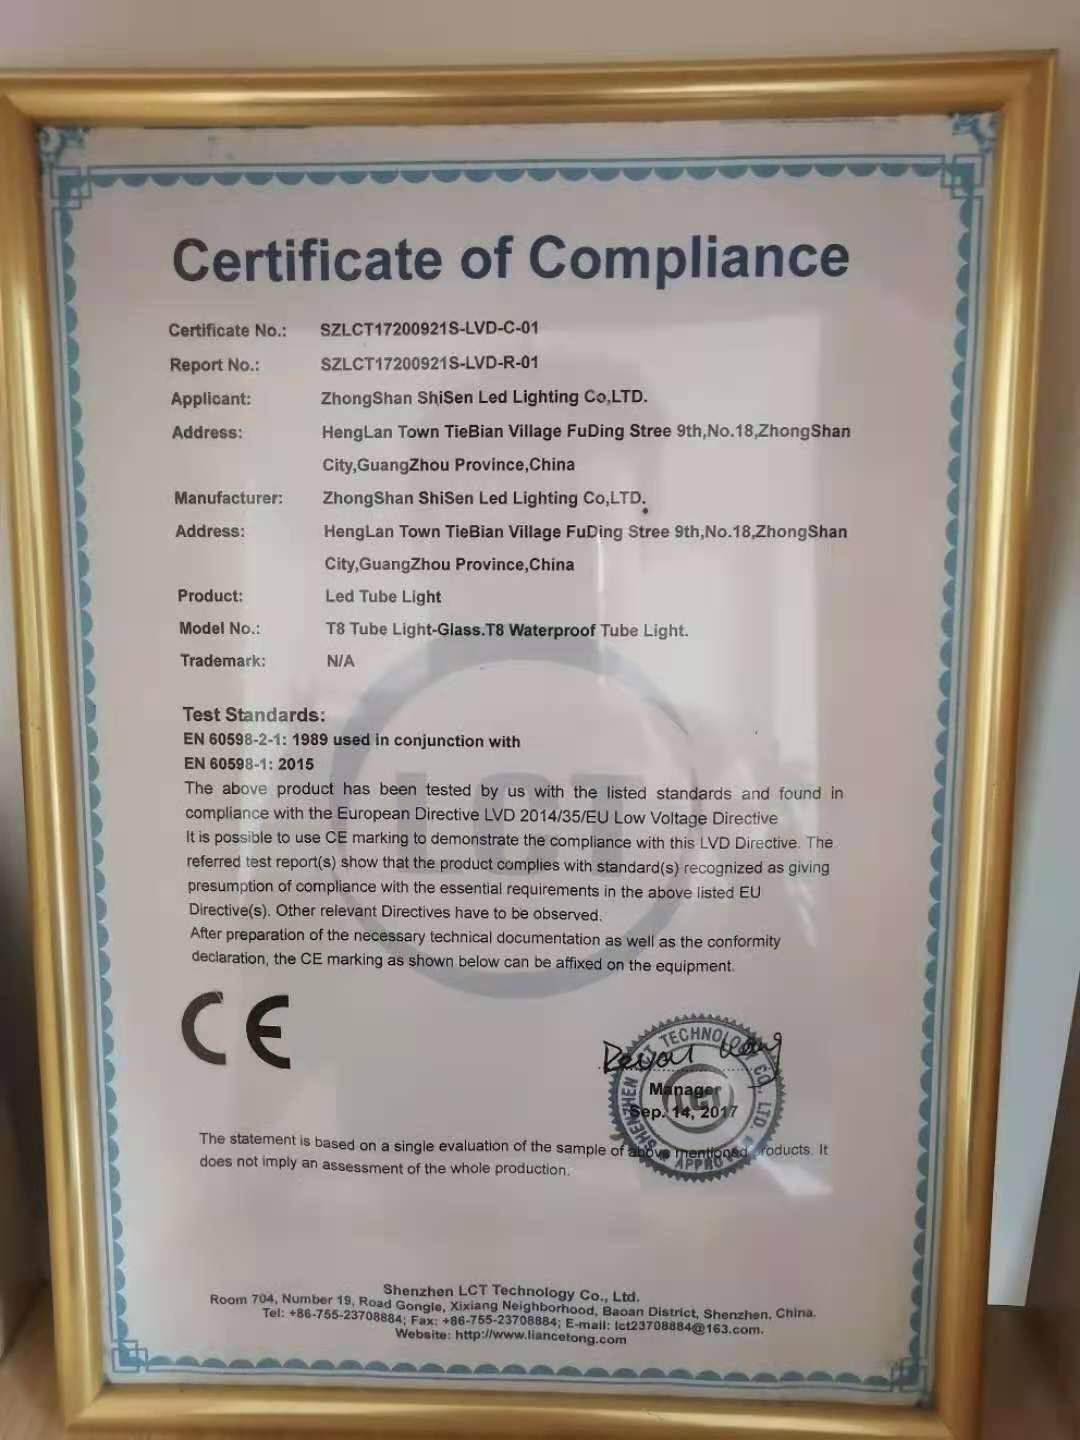 Certificate of Compliance
Certificate No.: SZLCT17200921S-LVD-C-01
Report No.: SZLCT17200921S-LVD-R-01
Applicant: ZhongShan ShiSen Led Lighting Co,LTD.
Address: HengLan Town TieBian Village FuDing Stree 9th,No.18,ZhongShan
City,GuangZhou Province,China
Manufacturer: ZhongShan ShiSen Led Lighting Co,LTD.
Address: HengLan Town TieBian Village FuDing Stree 9th,No.18,ZhongShan
City,GuangZhou Province,China
Product: Led Tube Light
Model No.: T8 Tube Light-Glass.T8 Waterproof Tube Light.
Trademark: N/A
Test Standards:
EN 60598-2-1: 1989 used in conjunction with
EN 60598-1: 2015
The above product has been tested by us with the listed standards and found in
compliance with the European Directive LVD 2014/35/EU Low Voltage Directive
It is possible to use CE marking to demonstrate the compliance with this LVD Directive. The
referred test report(s) show that the product complies with standard(s) recognized as giving
presumption of compliance with the essential requirements in the above listed EU
Directive(s). Other relevant Directives have to be observed.
After preparation of the necessary technical documentation as well as the conformity
declaration, the CE marking as shown below can be affixed on the equipment.
LCT
CE
SHENZHEN LCT TECHNOLOGY CO., LTD.
LCT
APPROVED
Manager
Sep. 14, 2017
The statement is based on a single evaluation of the sample of above mentioned products. It
does not imply an assessment of the whole production.
Shenzhen LCT Technology Co., Ltd.
Room 704, Number 19, Road Gongle, Xixiang Neighborhood, Baoan District, Shenzhen, China.
Tel: +86-755-23708884; Fax: +86-755-23708884; E-mail: lct23708884@163.com.
Website: http://www.liancetong.com